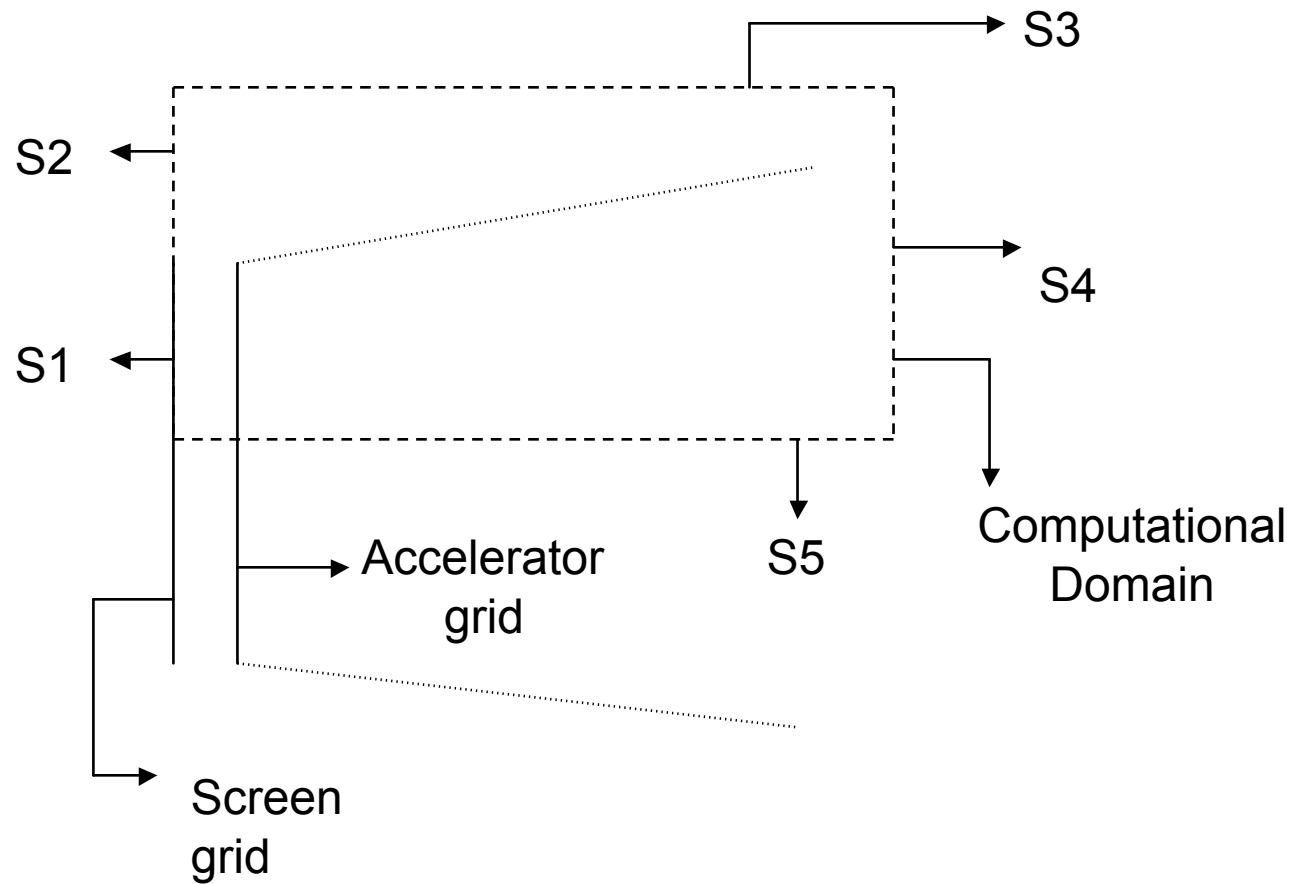 S3
S2
S4
S1
Computational
Domain
Accelerator
grid
S5
Screen
grid